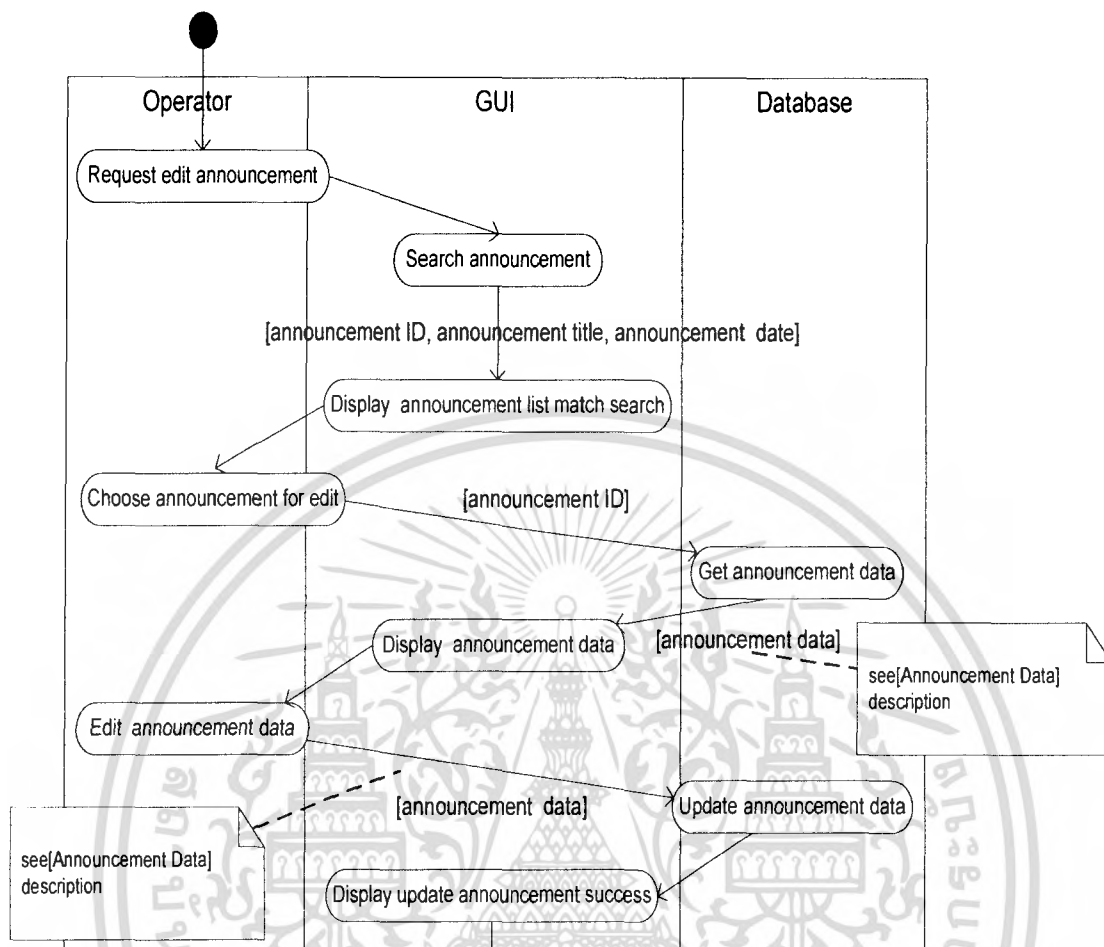 Operator
GUI
Database
Request edit announcement
Search announcement
[announcement ID, announcement title, announcement date]
Display announcement list match search
Choose announcement for edit
[announcement ID]
Get announcement data
Display announcement data
[announcement data]
see[Announcement Data]
description
Edit announcement data
[announcement data]
Update announcement data
see[Announcement Data]
description
Display update announcement success